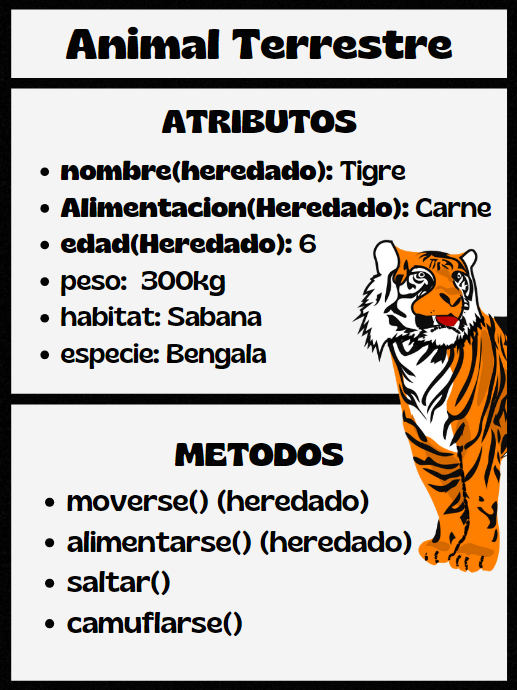 Animal Terrestre
ATRIBUTOS
• nombre(heredado): Tigre
• Alimentacion(Heredado): Carne
• edad(Heredado): 6
• peso: 300kg
• habitat: Sabana
• especie: Bengala
METODOS
• moverse() (heredado)
• alimentarse() (heredado)
• saltar()
• camuflarse()